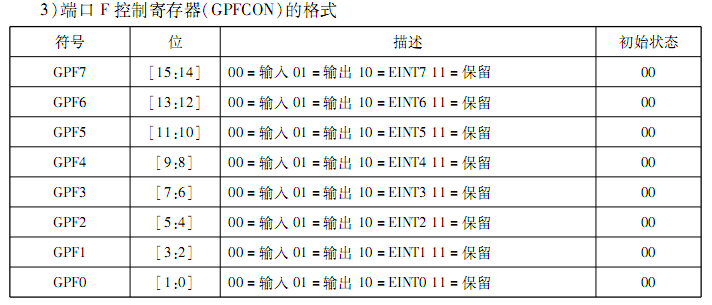 3)端口 F 控制寄存器(GPFCON)的格式
符号 位 描述 初始状态
GPF7 [15:14] 00=输入 01=输出 10=EINT7 11=保留 00
GPF6 [13:12] 00=输入 01=输出 10=EINT6 11=保留 00
GPF5 [11:10] 00=输入 01=输出 10=EINT5 11=保留 00
GPF4 [9:8] 00=输入 01=输出 10=EINT4 11=保留 00
GPF3 [7:6] 00=输入 01=输出 10=EINT3 11=保留 00
GPF2 [5:4] 00=输入 01=输出 10=EINT2 11=保留 00
GPF1 [3:2] 00=输入 01=输出 10=EINT1 11=保留 00
GPF0 [1:0] 00=输入 01=输出 10=EINT0 11=保留 00